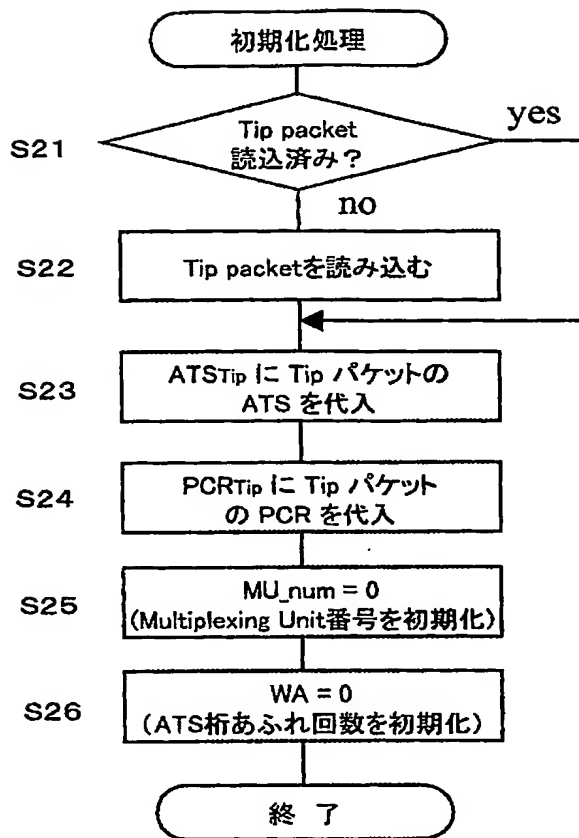 初期化処理
S21
Tip packet
読込済み？
yes
no
S22
Tip packetを読み込む
S23
ATSTip に Tip パケットの
ATS を代入
S24
PCRTip に Tip パケット
の PCR を代入
S25
MU_num = 0
(Multiplexing Unit番号を初期化)
S26
WA = 0
(ATS桁あふれ回数を初期化)
終 了